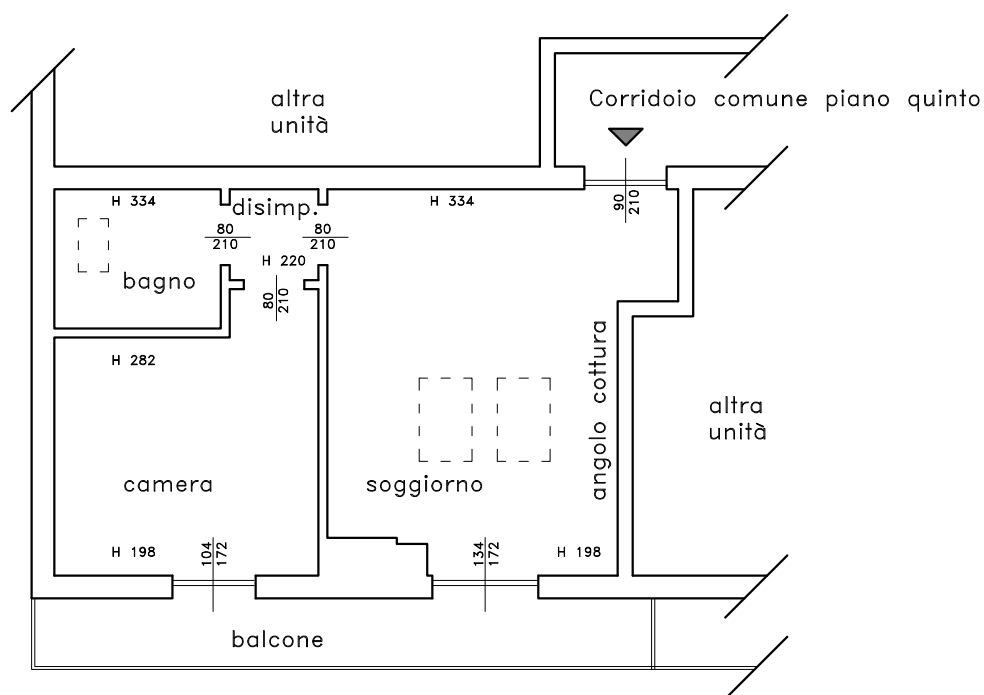 altra
unità
Corridoio comune piano quinto
H 334
disimp.
H 334
90
210
80
210
80
210
H 220
bagno
80
210
H 282
angolo cottura
altra
unità
camera
soggiorno
H 198
104
172
134
172
H 198
balcone